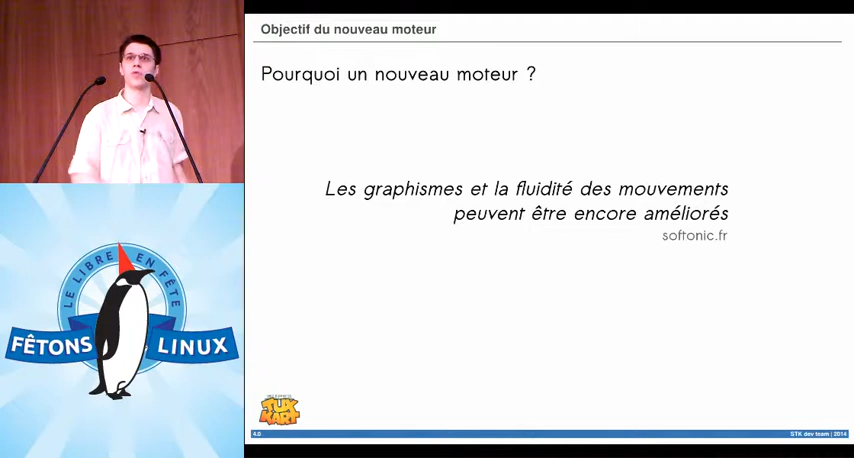 Objectif du nouveau moteur
Pourquoi un nouveau moteur ?
Les graphismes et la fluidité des mouvements
peuvent être encore améliorés
softonic.fr
LE LIBRE EN FÊTE
FÊTONS LINUX
TUX
KART
4.0
STK dev team | 2014